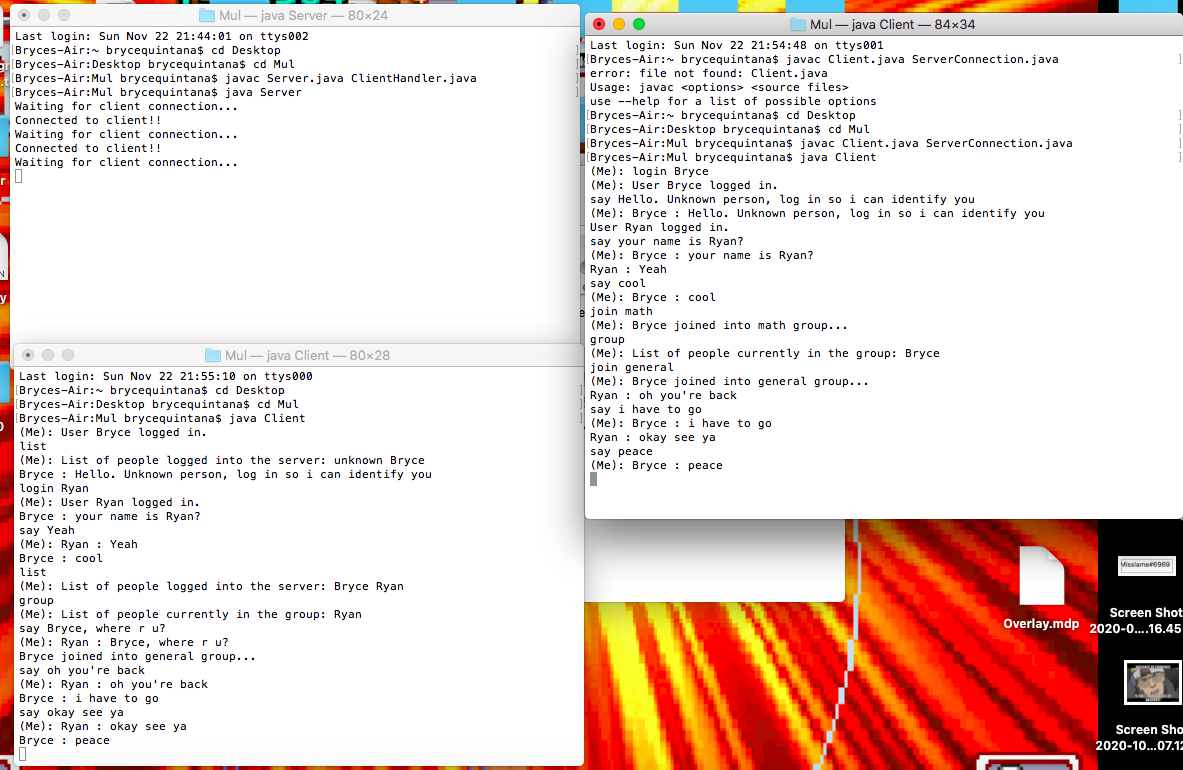 Mul — java Server — 80×24
Last login: Sun Nov 22 21:44:01 on ttys002
[Bryces-Air:~ brycequintana$ cd Desktop ]
[Bryces-Air:Desktop brycequintana$ cd Mul ]
[Bryces-Air:Mul brycequintana$ javac Server.java ClientHandler.java ]
[Bryces-Air:Mul brycequintana$ java Server ]
Waiting for client connection...
Connected to client!!
Waiting for client connection...
Connected to client!!
Waiting for client connection...
Mul — java Client — 84×34
Last login: Sun Nov 22 21:54:48 on ttys001
[Bryces-Air:~ brycequintana$ javac Client.java ServerConnection.java ]
error: file not found: Client.java
Usage: javac <options> <source files>
use --help for a list of possible options
[Bryces-Air:~ brycequintana$ cd Desktop ]
[Bryces-Air:Desktop brycequintana$ cd Mul ]
[Bryces-Air:Mul brycequintana$ javac Client.java ServerConnection.java ]
[Bryces-Air:Mul brycequintana$ java Client ]
(Me): login Bryce
(Me): User Bryce logged in.
say Hello. Unknown person, log in so i can identify you
(Me): Bryce : Hello. Unknown person, log in so i can identify you
User Ryan logged in.
say your name is Ryan?
(Me): Bryce : your name is Ryan?
Ryan : Yeah
say cool
(Me): Bryce : cool
join math
(Me): Bryce joined into math group...
group
(Me): List of people currently in the group: Bryce
join general
(Me): Bryce joined into general group...
Ryan : oh you're back
say i have to go
(Me): Bryce : i have to go
Ryan : okay see ya
say peace
(Me): Bryce : peace
Mul — java Client — 80×28
Last login: Sun Nov 22 21:55:10 on ttys000
[Bryces-Air:~ brycequintana$ cd Desktop ]
[Bryces-Air:Desktop brycequintana$ cd Mul ]
[Bryces-Air:Mul brycequintana$ java Client ]
(Me): User Bryce logged in.
list
(Me): List of people logged into the server: unknown Bryce
Bryce : Hello. Unknown person, log in so i can identify you
login Ryan
(Me): User Ryan logged in.
Bryce : your name is Ryan?
say Yeah
(Me): Ryan : Yeah
Bryce : cool
list
(Me): List of people logged into the server: Bryce Ryan
group
(Me): List of people currently in the group: Ryan
say Bryce, where r u?
(Me): Ryan : Bryce, where r u?
Bryce joined into general group...
say oh you're back
(Me): Ryan : oh you're back
Bryce : i have to go
say okay see ya
(Me): Ryan : okay see ya
Bryce : peace
Misslame#6969
Overlay.mdp
Screen Shot
2020-0....16.45
Screen Sho
2020-10...07.12